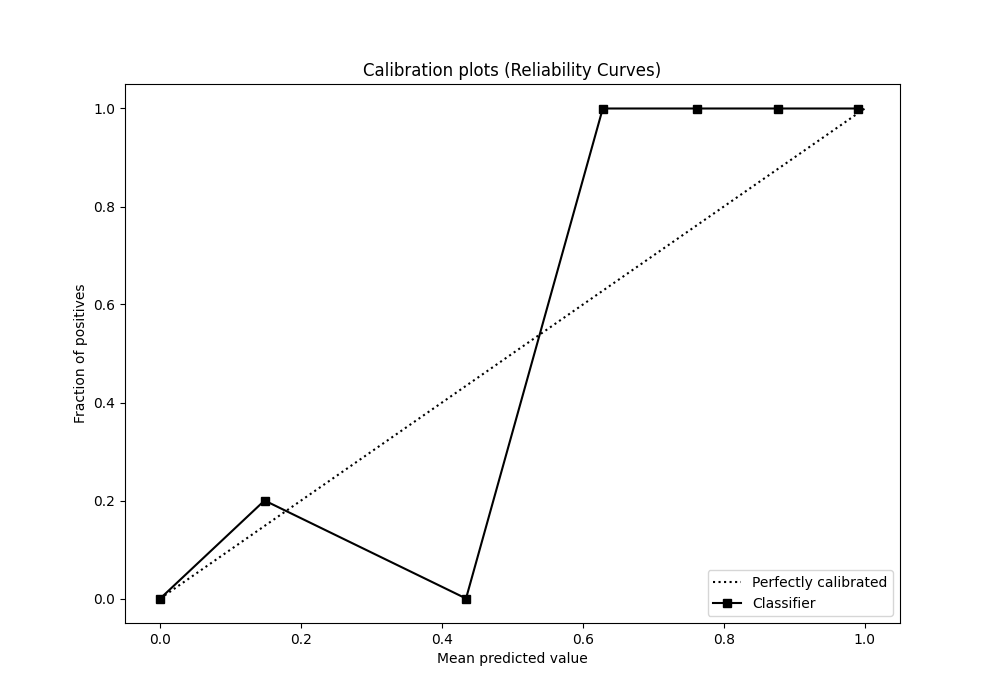 Calibration plots (Reliability Curves)
1.0
0.8
0.6
0.4
0.2
0.0
Fraction of positives
Perfectly calibrated
Classifier
0.0 0.2 0.4 0.6 0.8 1.0
Mean predicted value